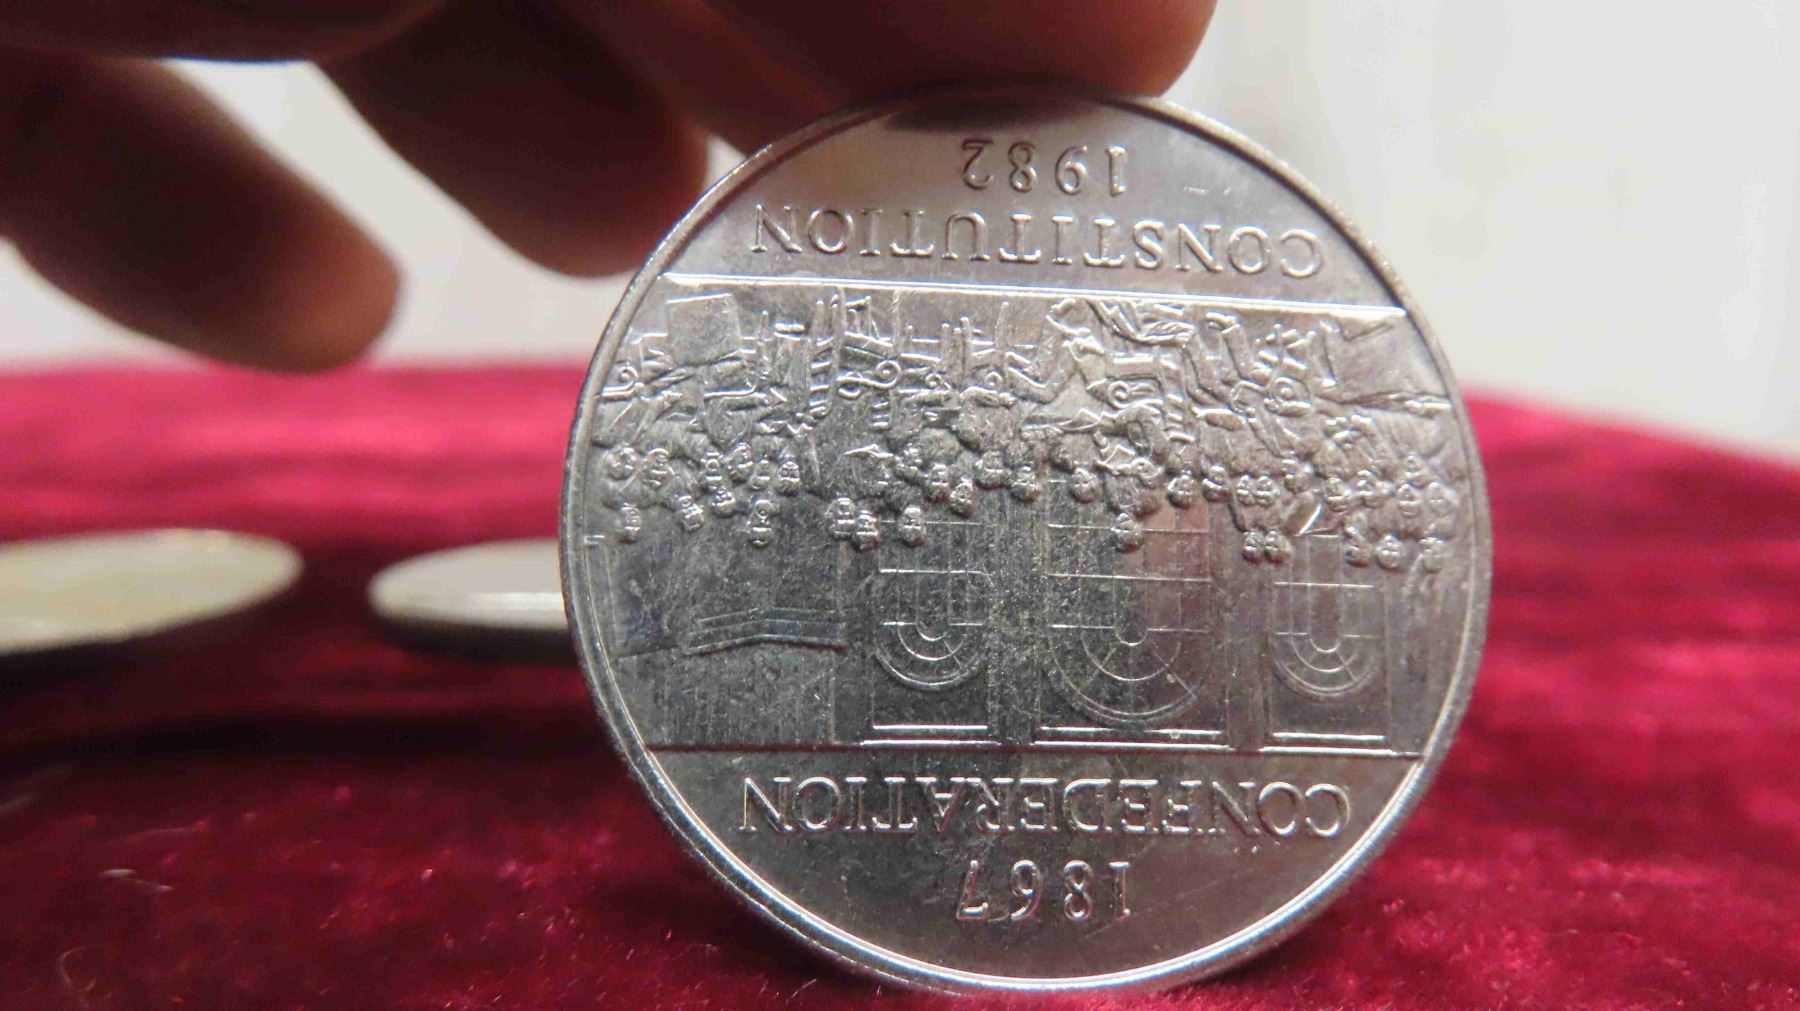 1867
CONFEDERATION
CONSTITUTION
1982